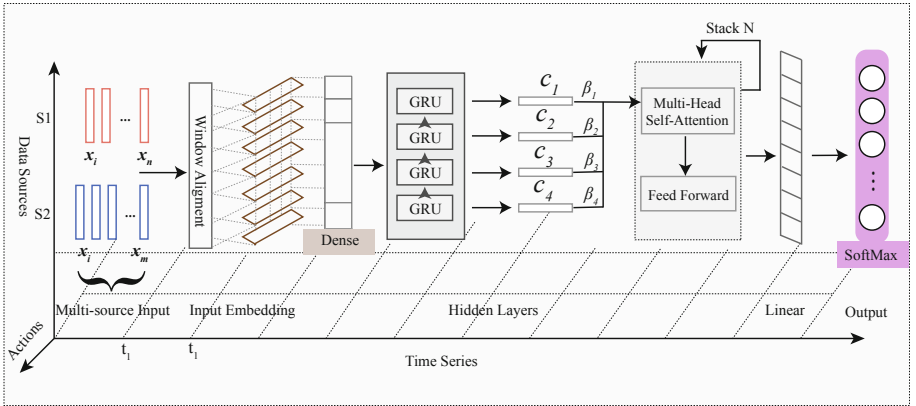 Stack N
S1
x_i ... x_n
Data Sources
S2
x_i ... x_m
Window Aligment
Dense
GRU
GRU
GRU
GRU
c_1 β_1
c_2 β_2
c_3 β_3
c_4 β_4
Multi-Head
Self-Attention
Feed Forward
SoftMax
Multi-source Input
Input Embedding
Hidden Layers
Linear
Output
Actions
t_1
t_1
Time Series